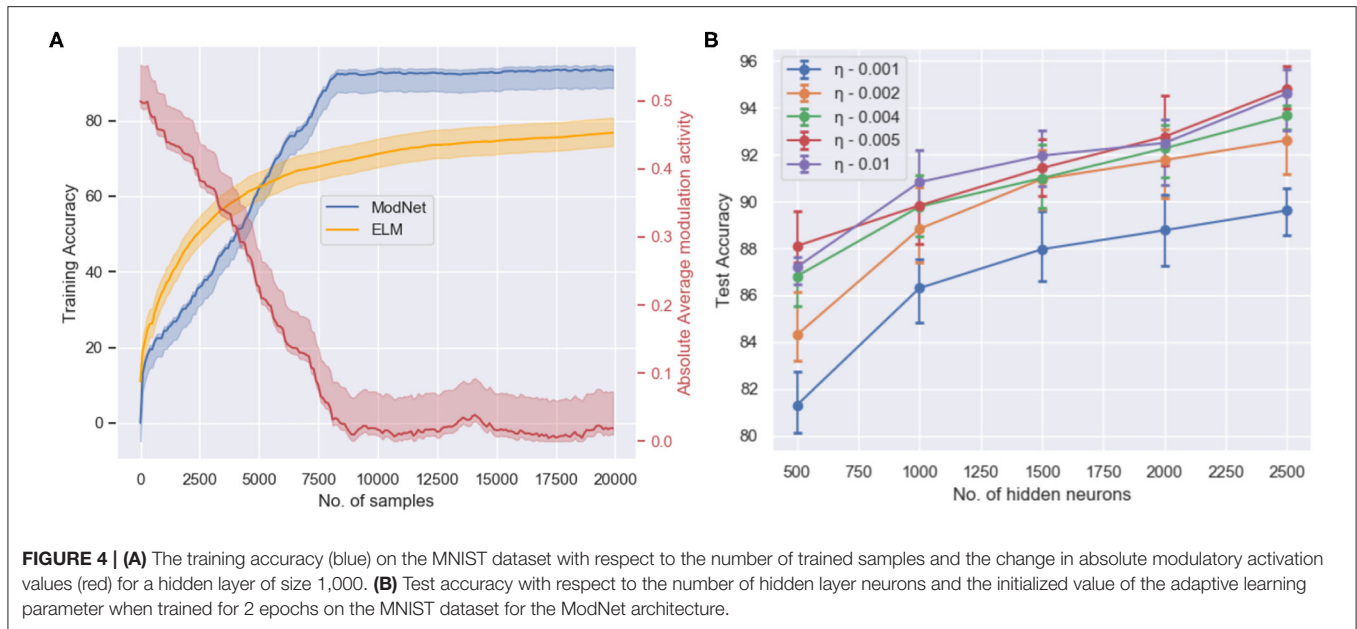 A
B
Training Accuracy
80
60
40
20
0
0 2500 5000 7500 10000 12500 15000 17500 20000
No. of samples
ModNet
ELM
0.5
0.4
0.3
0.2
0.1
0.0
Absolute Average modulation activity
Test Accuracy
96
94
92
90
88
86
84
82
80
η - 0.001
η - 0.002
η - 0.004
η - 0.005
η - 0.01
500 750 1000 1250 1500 1750 2000 2250 2500
No. of hidden neurons
FIGURE 4 | (A) The training accuracy (blue) on the MNIST dataset with respect to the number of trained samples and the change in absolute modulatory activation
values (red) for a hidden layer of size 1,000. (B) Test accuracy with respect to the number of hidden layer neurons and the initialized value of the adaptive learning
parameter when trained for 2 epochs on the MNIST dataset for the ModNet architecture.